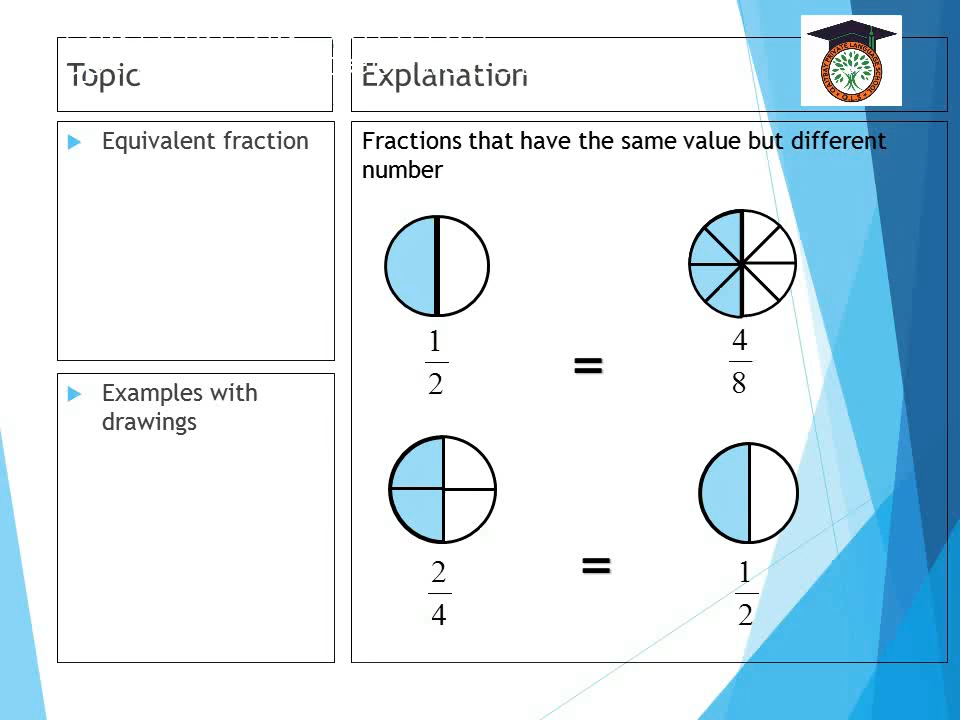 Topic
Explanation
Equivalent fraction
Fractions that have the same value but different
number
1
2
=
4
8
Examples with
drawings
2
4
=
1
2